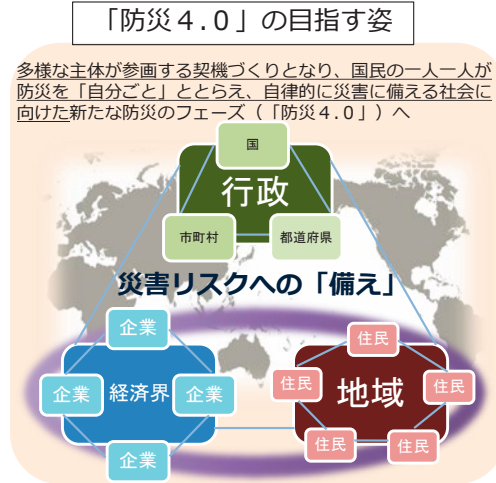 「防災４.０」の目指す姿
多様な主体が参画する契機づくりとなり、国民の一人一人が
防災を「自分ごと」ととらえ、自律的に災害に備える社会に
向けた新たな防災のフェーズ（「防災４.０」）へ
国
行政
市町村
都道府県
災害リスクへの「備え」
企業
企業
経済界
企業
企業
住民
住民
地域
住民
住民
住民